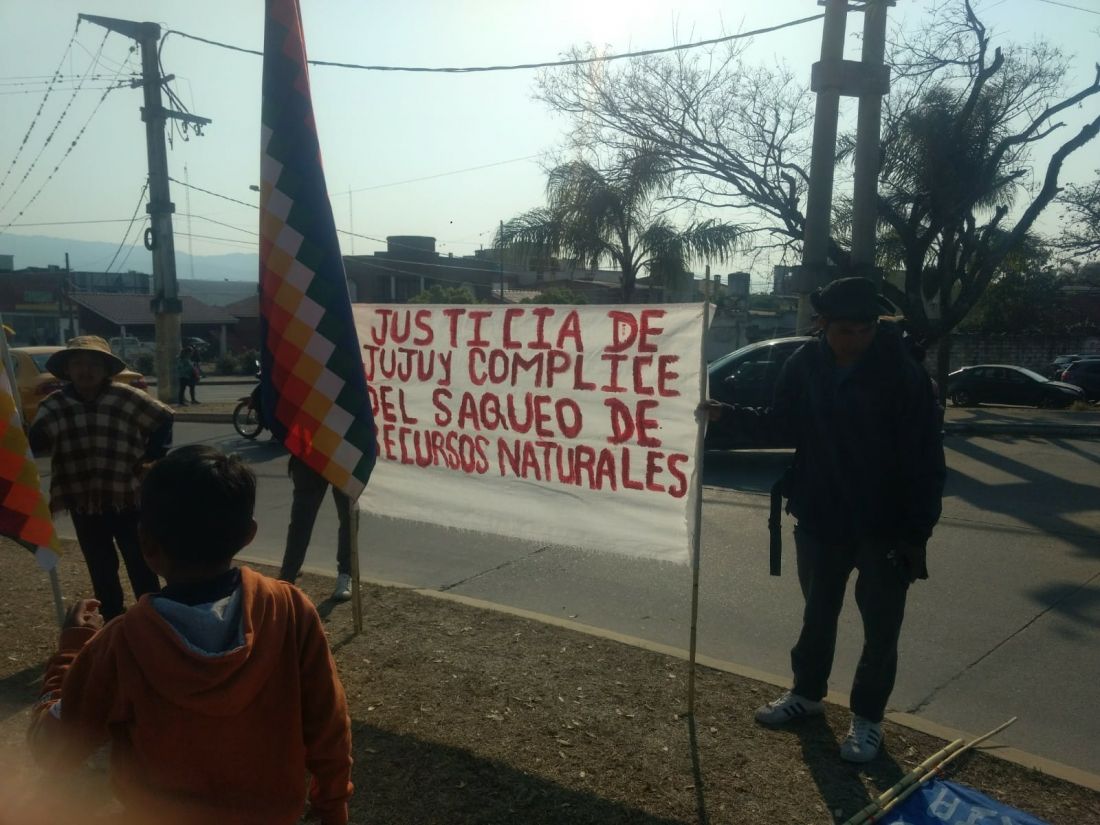 JUSTICIA DE
JUJUY COMPLICE
DEL SAQUEO DE
RECURSOS NATURALES